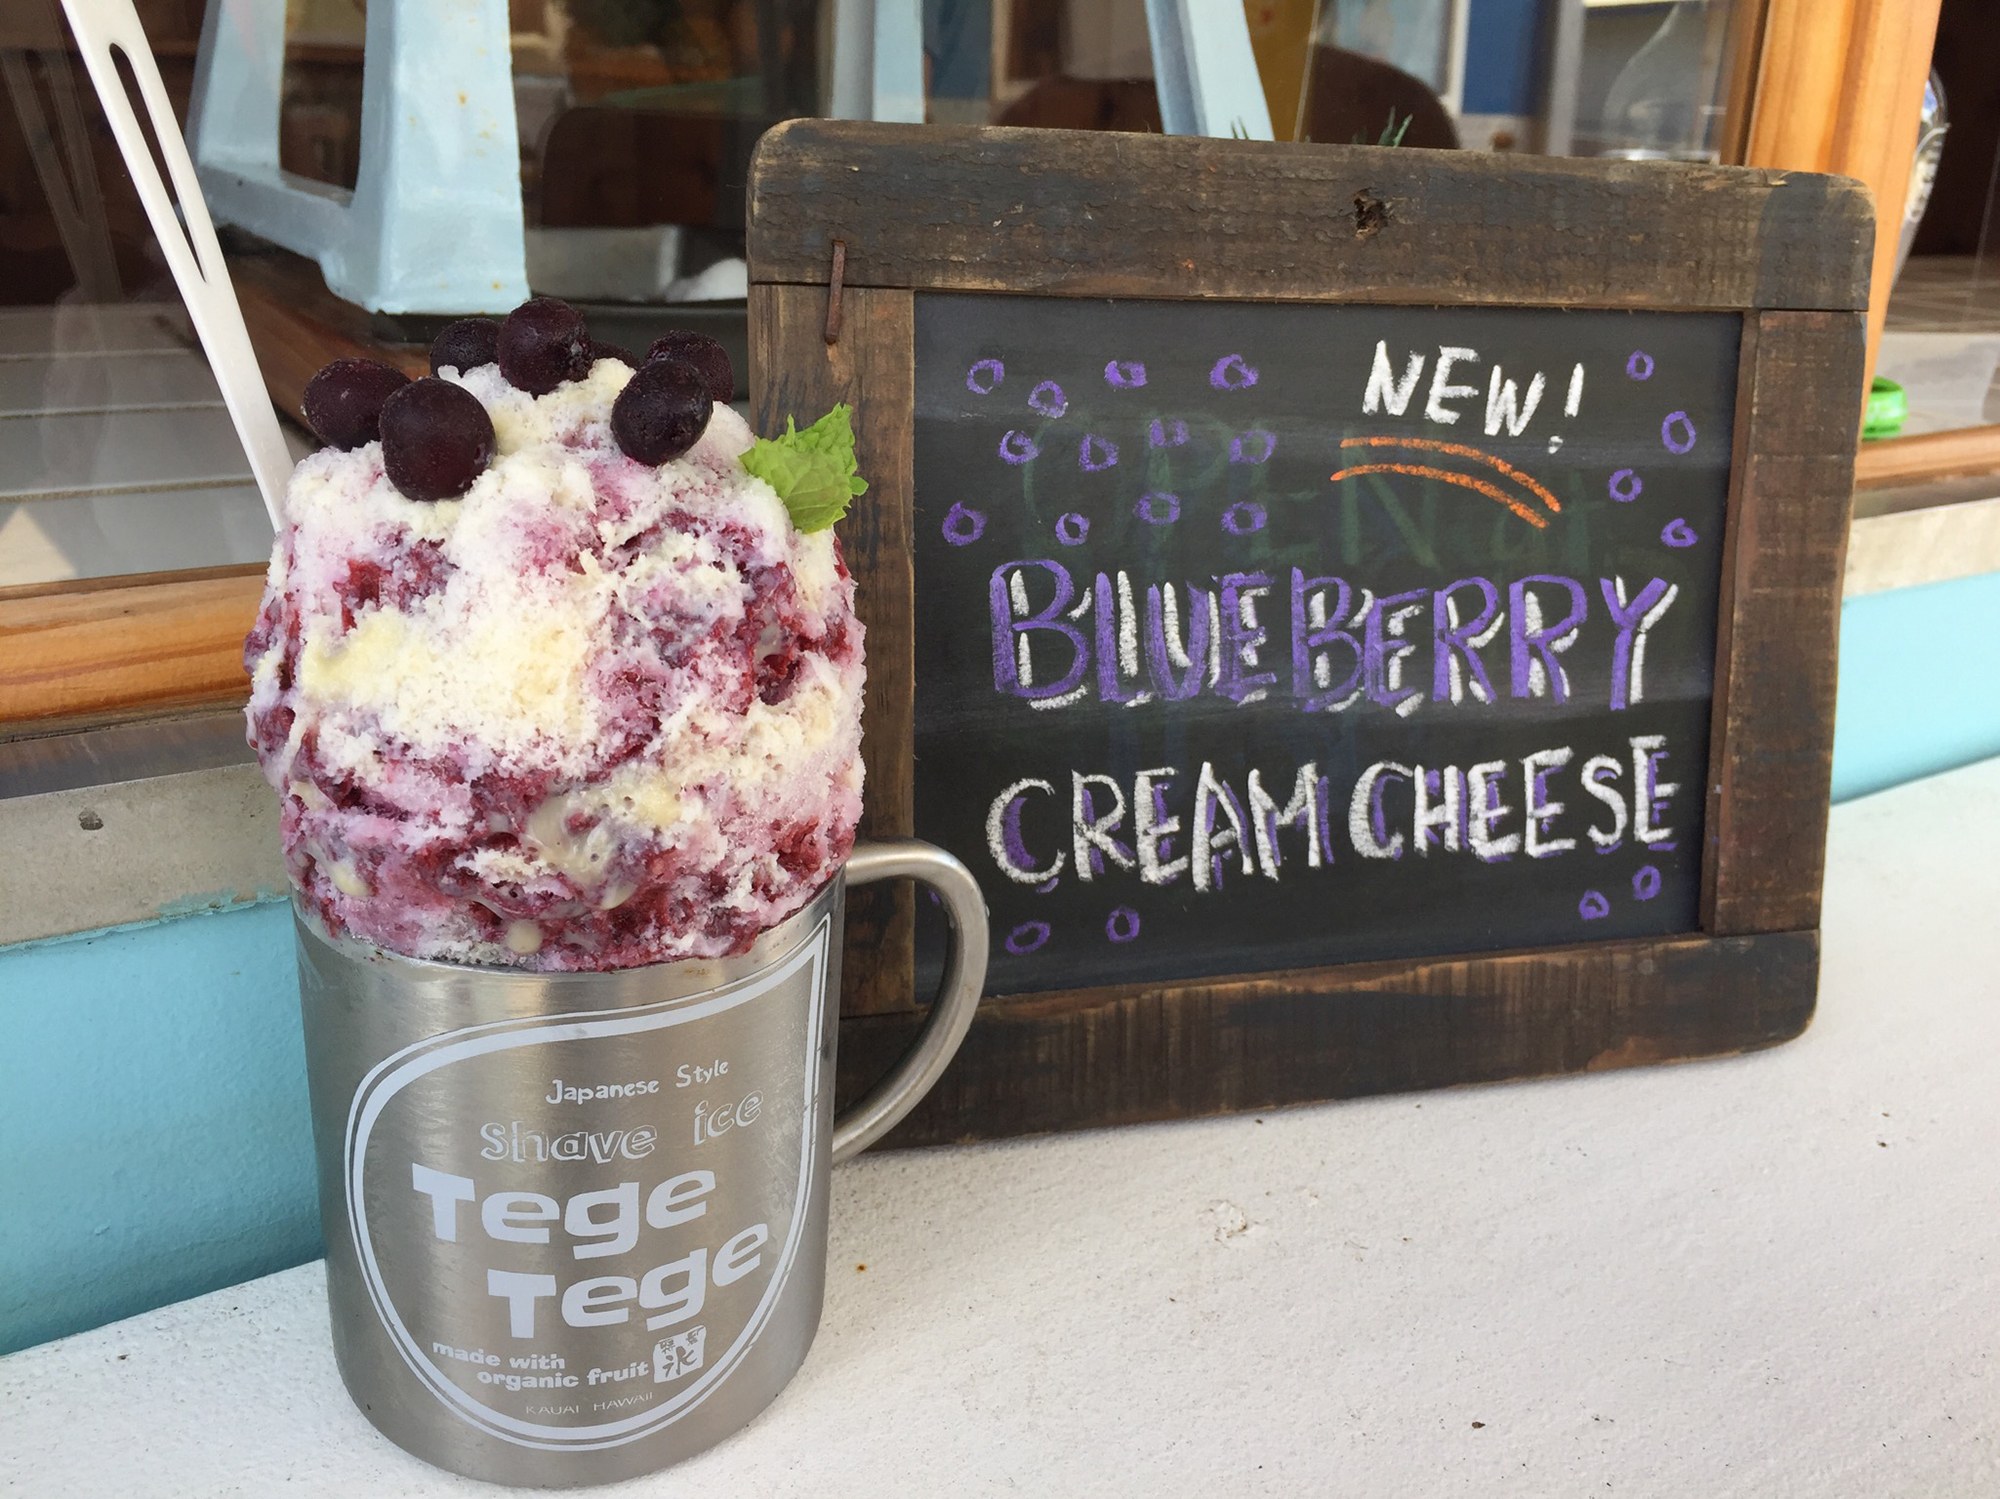 NEW!
BLUEBERRY
CREAM CHEESE
Japanese Style
shave ice
Tege
Tege
made with
organic fruit
氷
KAUAI HAWAII